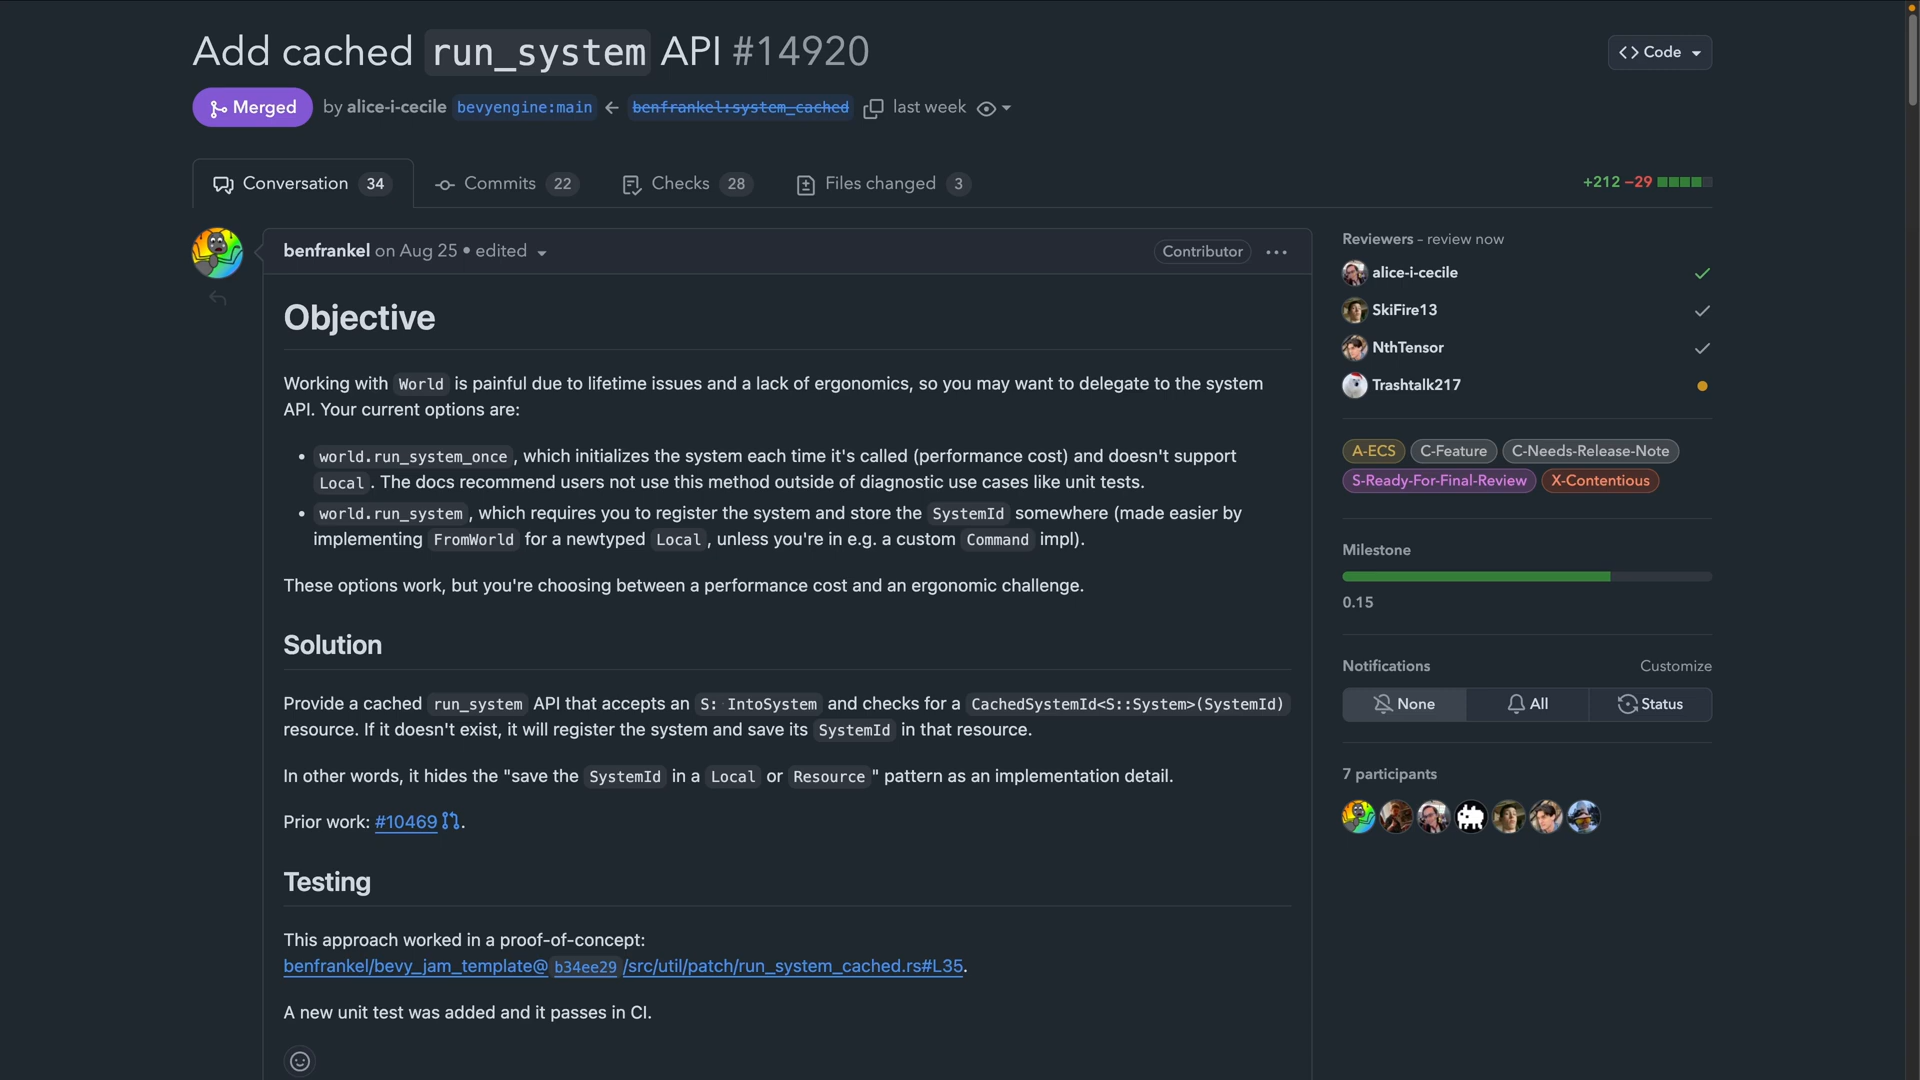 Add cached run_system API #14920
Code
Merged by alice-i-cecile bevyengine:main ← benfrankel:system_cached last week
Conversation 34 Commits 22 Checks 28 Files changed 3
+212 −29
benfrankel on Aug 25 • edited
Contributor
Objective
Working with World is painful due to lifetime issues and a lack of ergonomics, so you may want to delegate to the system
API. Your current options are:
• world.run_system_once, which initializes the system each time it's called (performance cost) and doesn't support
Local. The docs recommend users not use this method outside of diagnostic use cases like unit tests.
• world.run_system, which requires you to register the system and store the SystemId somewhere (made easier by
implementing FromWorld for a newtyped Local, unless you're in e.g. a custom Command impl).
These options work, but you're choosing between a performance cost and an ergonomic challenge.
Solution
Provide a cached run_system API that accepts an S: IntoSystem and checks for a CachedSystemId<S::System>(SystemId)
resource. If it doesn't exist, it will register the system and save its SystemId in that resource.
In other words, it hides the "save the SystemId in a Local or Resource" pattern as an implementation detail.
Prior work: #10469.
Testing
This approach worked in a proof-of-concept:
benfrankel/bevy_jam_template@b34ee29/src/util/patch/run_system_cached.rs#L35.
A new unit test was added and it passes in CI.
Reviewers – review now
alice-i-cecile
SkiFire13
NthTensor
Trashtalk217
A-ECS C-Feature C-Needs-Release-Note
S-Ready-For-Final-Review X-Contentious
Milestone
0.15
Notifications Customize
None All Status
7 participants